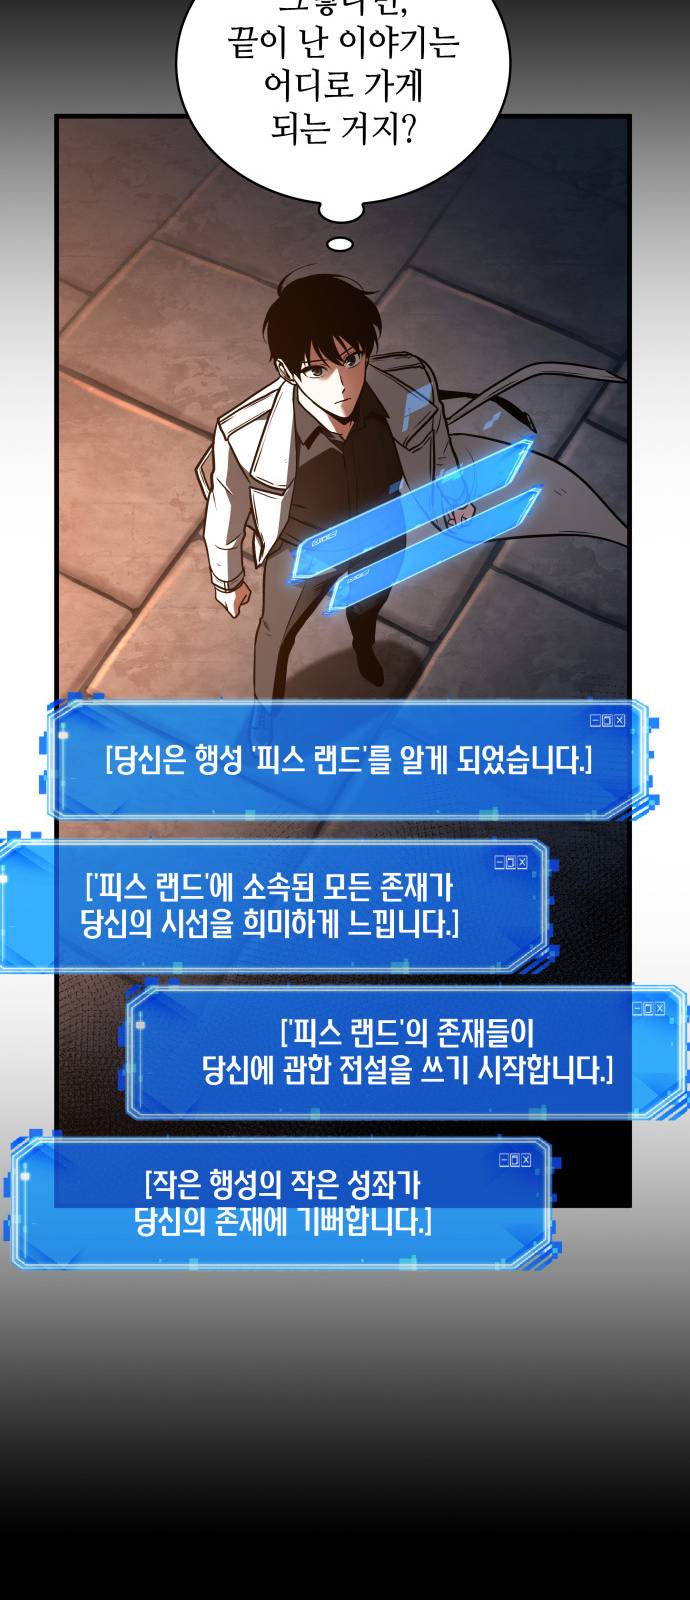 그렇다면,
끝이 난 이야기는
어디로 가게
되는 거지?
[당신은 행성 '피스 랜드'를 알게 되었습니다.]
['피스 랜드'에 소속된 모든 존재가
당신의 시선을 희미하게 느낍니다.]
['피스 랜드'의 존재들이
당신에 관한 전설을 쓰기 시작합니다.]
[작은 행성의 작은 성좌가
당신의 존재에 기뻐합니다.]